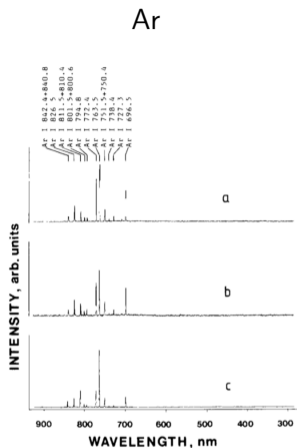 Ar
Ar I 842.4+840.8
Ar I 826.5
Ar I 811.5+810.4
Ar I 801.5+800.6
Ar I 794.8
Ar I 772.4
Ar I 763.5
Ar I 751.5+750.4
Ar I 738.4
Ar I 727.3
Ar I 696.5
a
b
c
INTENSITY, arb. units
900 800 700 600 500 400 300
WAVELENGTH, nm